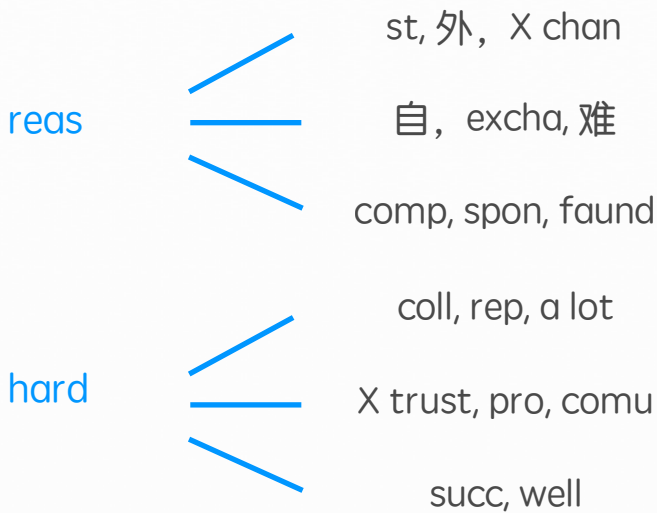 st, 外，X chan
reas
自，excha, 难
comp, spon, faund
coll, rep, a lot
hard
X trust, pro, comu
succ, well